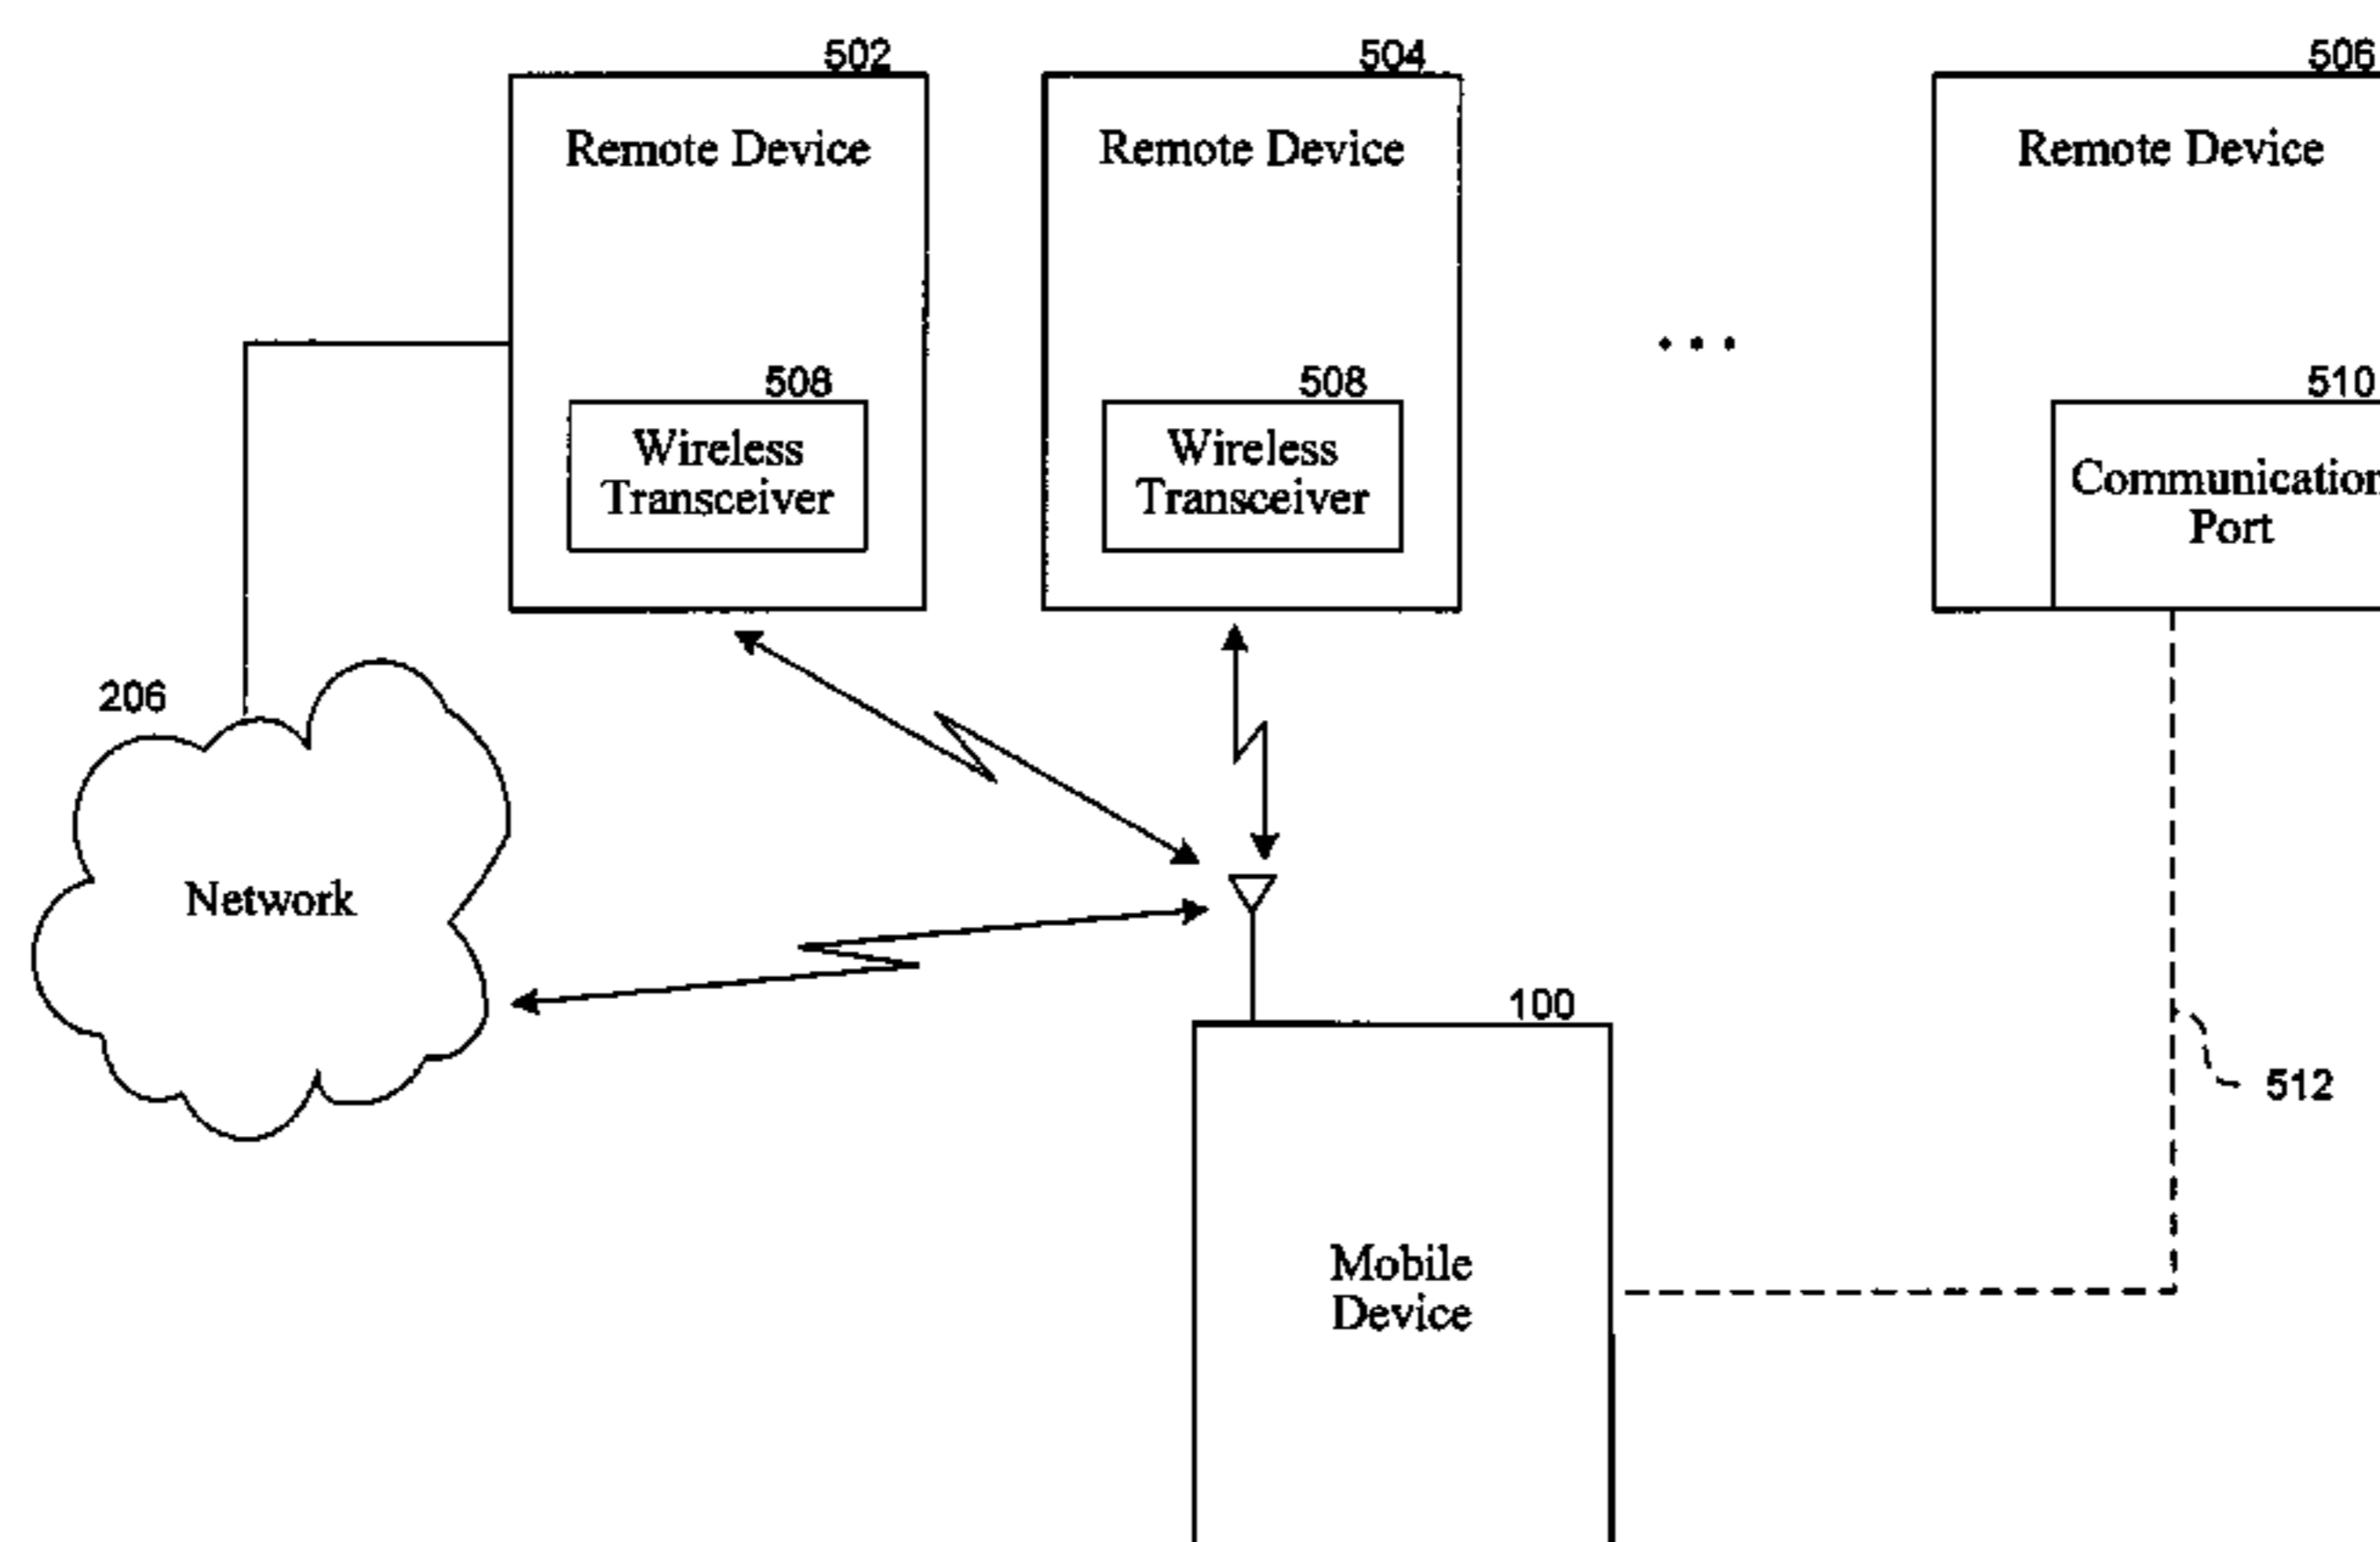 502
504
506
Remote Device
Remote Device
Remote Device
508
508
510
Wireless
Transceiver
Wireless
Transceiver
Communication
Port
206
Network
100
512
Mobile
Device